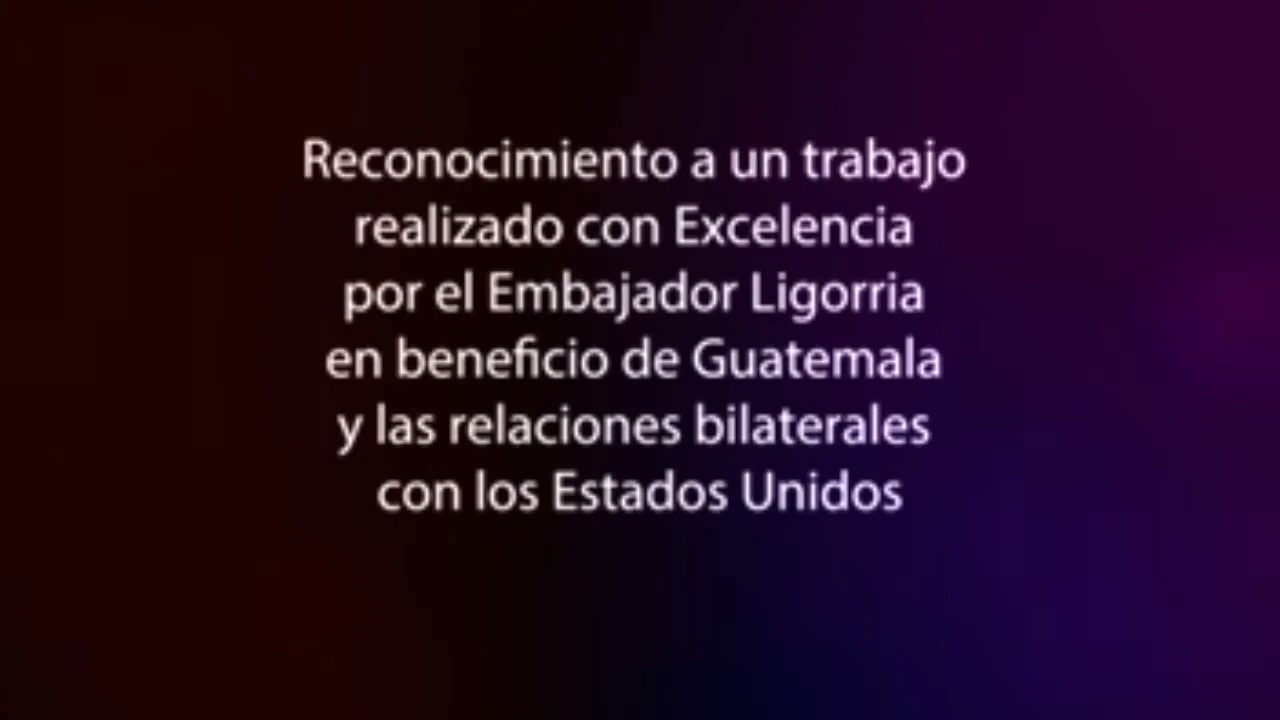 Reconocimiento a un trabajo
realizado con Excelencia
por el Embajador Ligorria
en beneficio de Guatemala
y las relaciones bilaterales
con los Estados Unidos